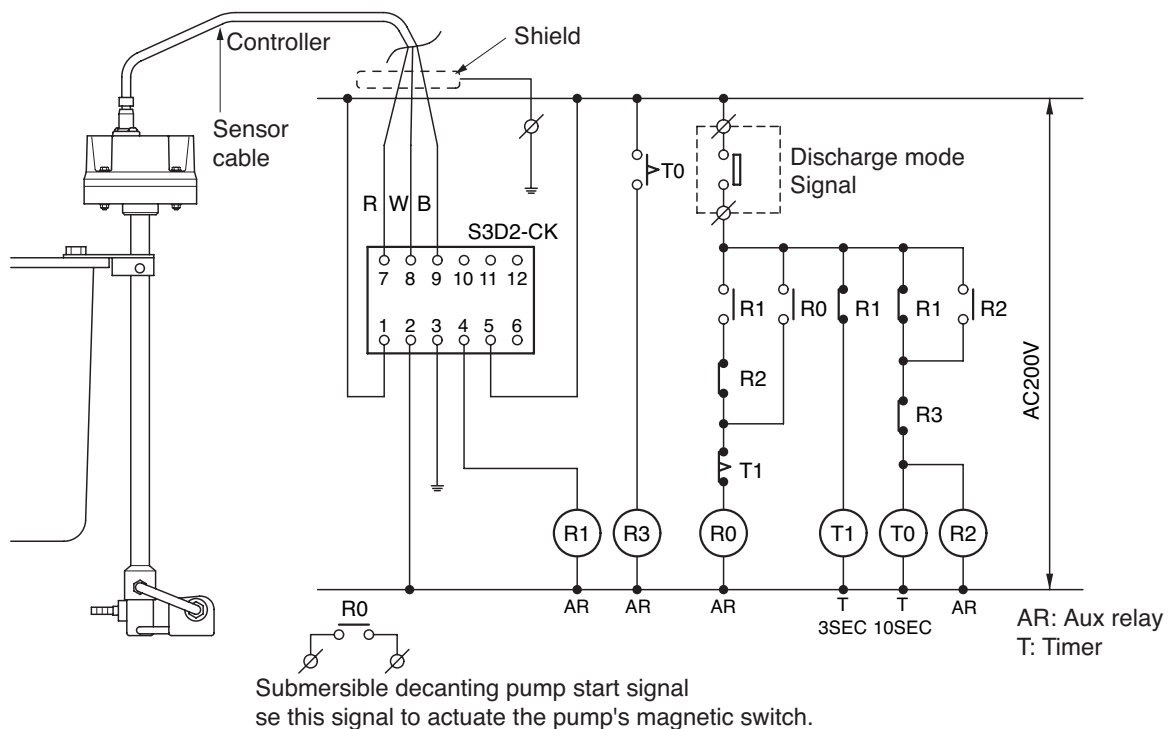 Controller
Shield
Sensor
cable
R W B
S3D2-CK
7 8 9 10 11 12
1 2 3 4 5 6
T0
Discharge mode
Signal
R1 R0 R1 R1 R2
R2
R3
T1
AC200V
R1 R3 R0 T1 T0 R2
AR AR AR T T AR
3SEC 10SEC
AR: Aux relay
T: Timer
R0
Submersible decanting pump start signal
se this signal to actuate the pump's magnetic switch.